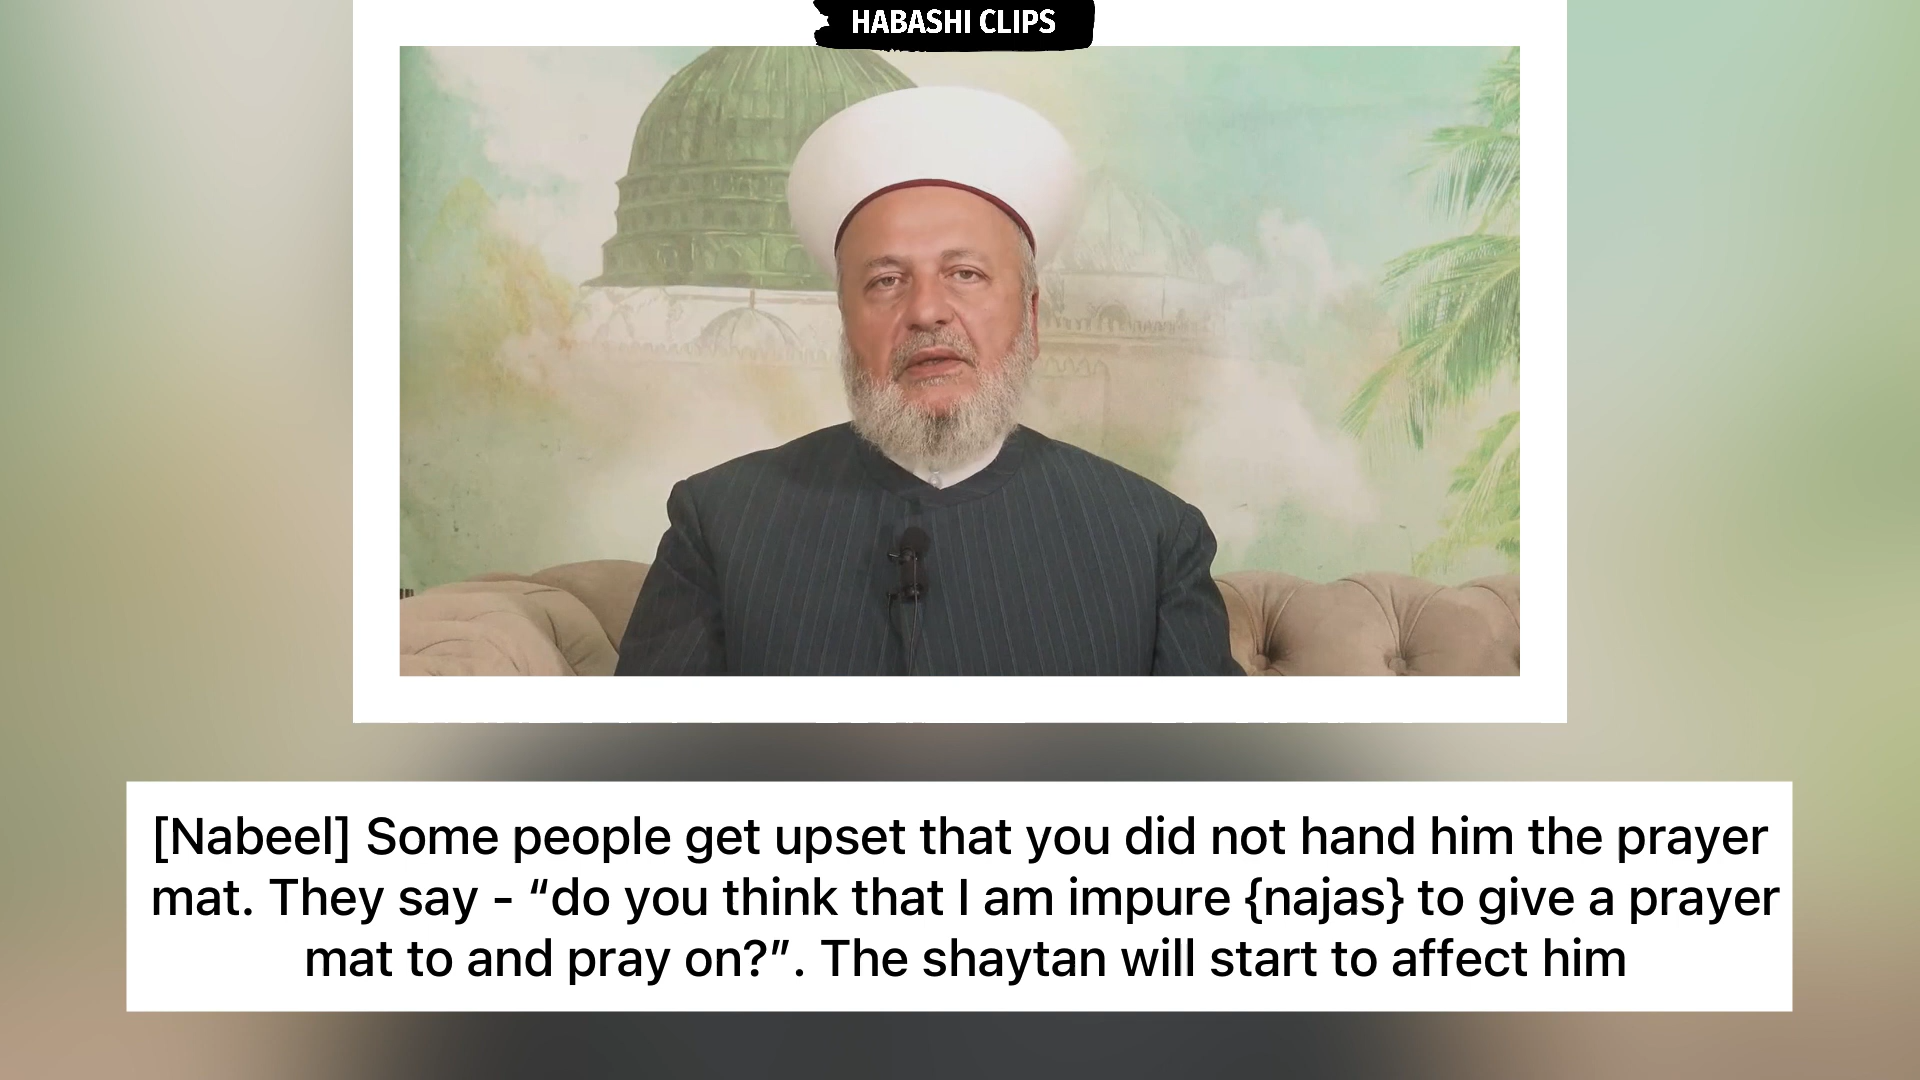 HABASHI CLIPS
[Nabeel] Some people get upset that you did not hand him the prayer
mat. They say - “do you think that I am impure {najas} to give a prayer
mat to and pray on?”. The shaytan will start to affect him